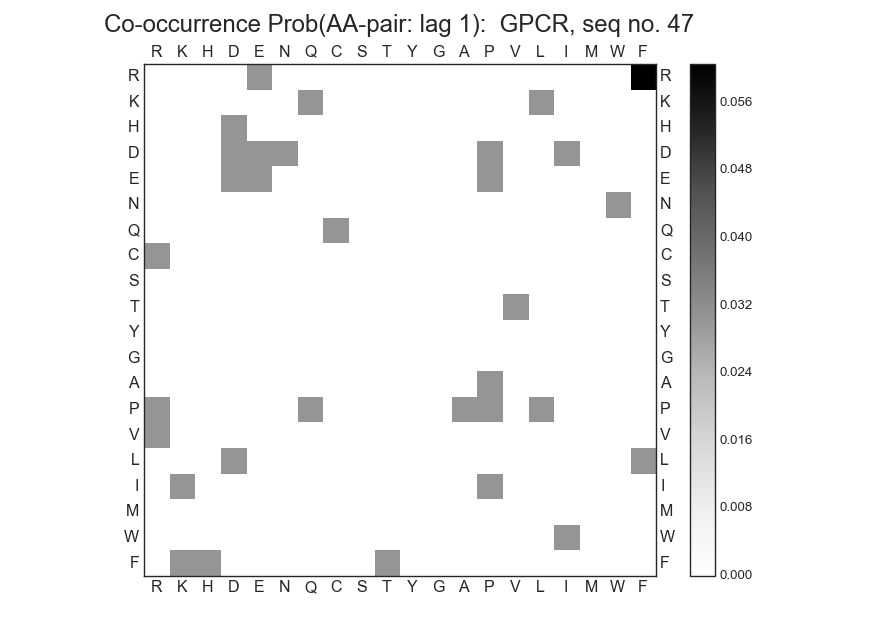 Co-occurrence Prob(AA-pair: lag 1):  GPCR, seq no. 47
R K H D E N Q C S T Y G A P V L I M W F
R R
K K 0.056
H H
D D 0.048
E E
N N
Q Q 0.040
C C
S S
T T 0.032
Y Y
G G
A A 0.024
P P
V V 0.016
L L
I I
M M 0.008
W W
F F
0.000
R K H D E N Q C S T Y G A P V L I M W F